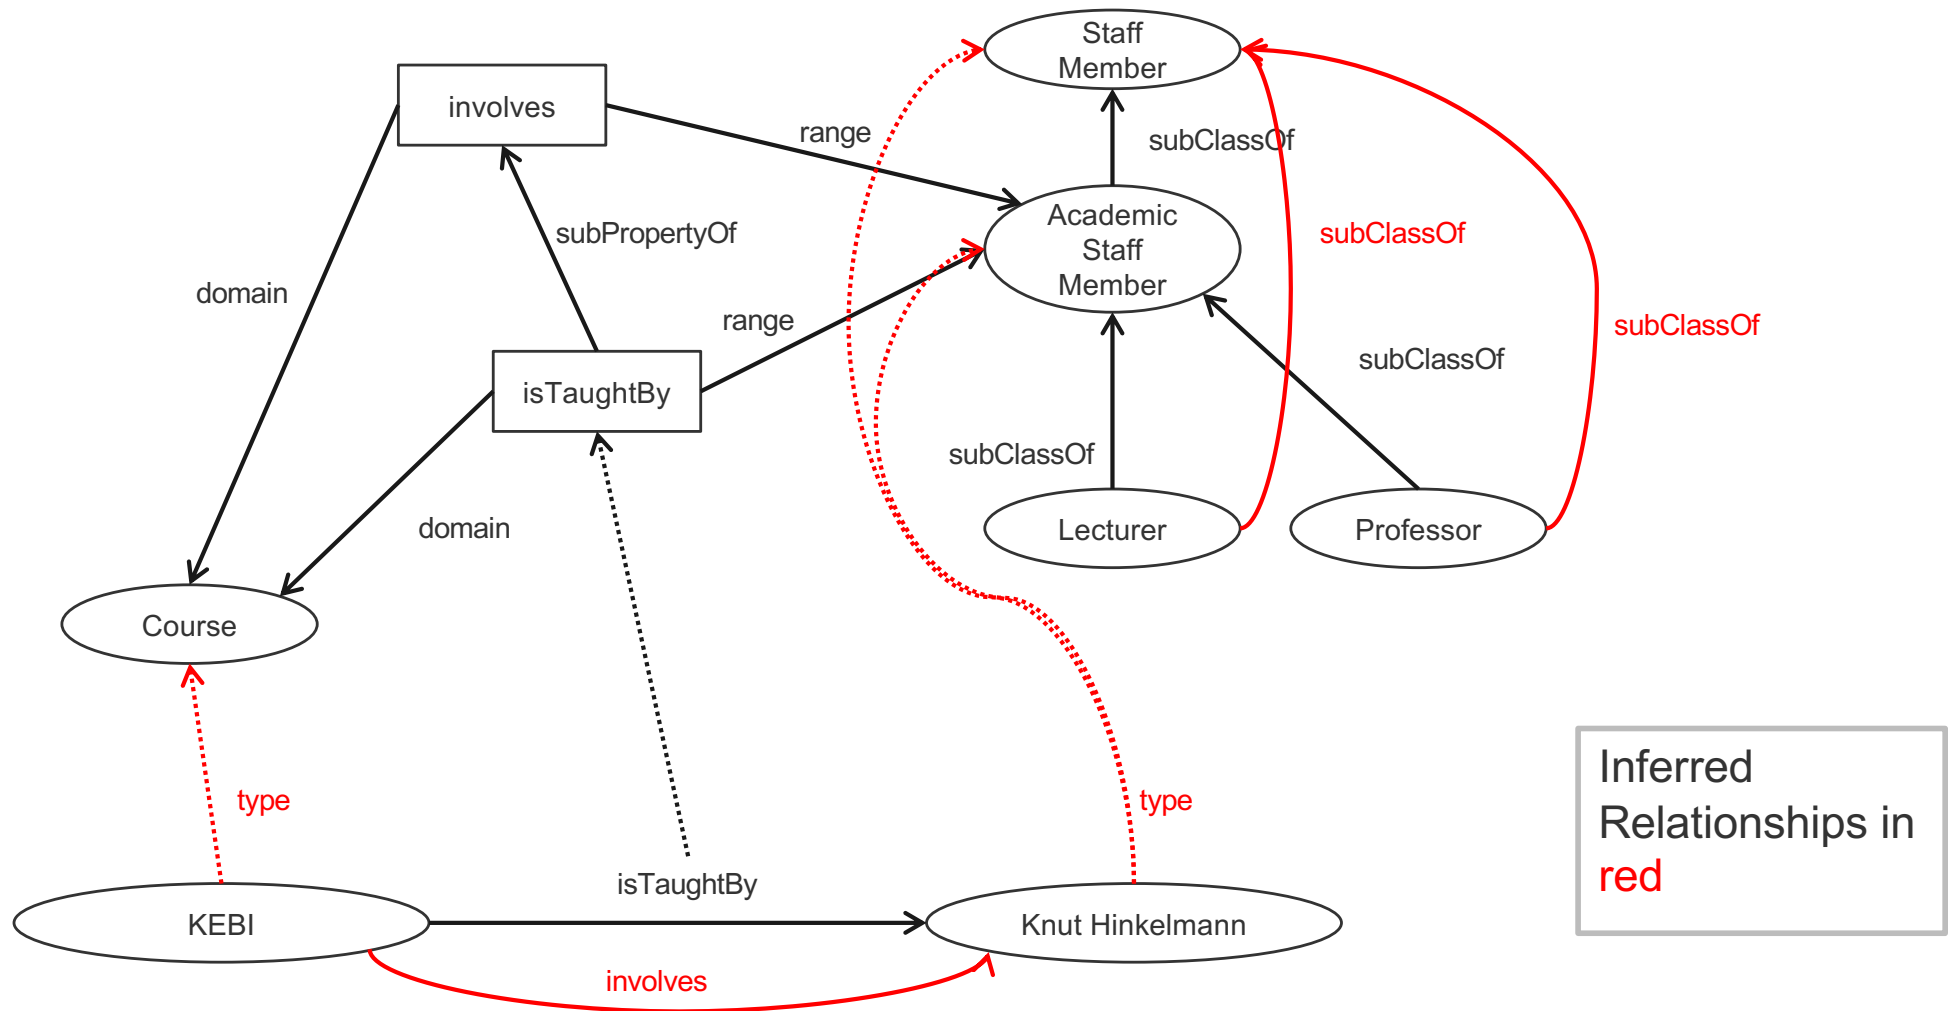 Staff
Member
involves
range
subClassOf
Academic
Staff
Member
subPropertyOf
subClassOf
domain
range
subClassOf
subClassOf
isTaughtBy
subClassOf
domain
Lecturer
Professor
Course
type
type
Inferred
Relationships in
red
isTaughtBy
KEBI
Knut Hinkelmann
involves